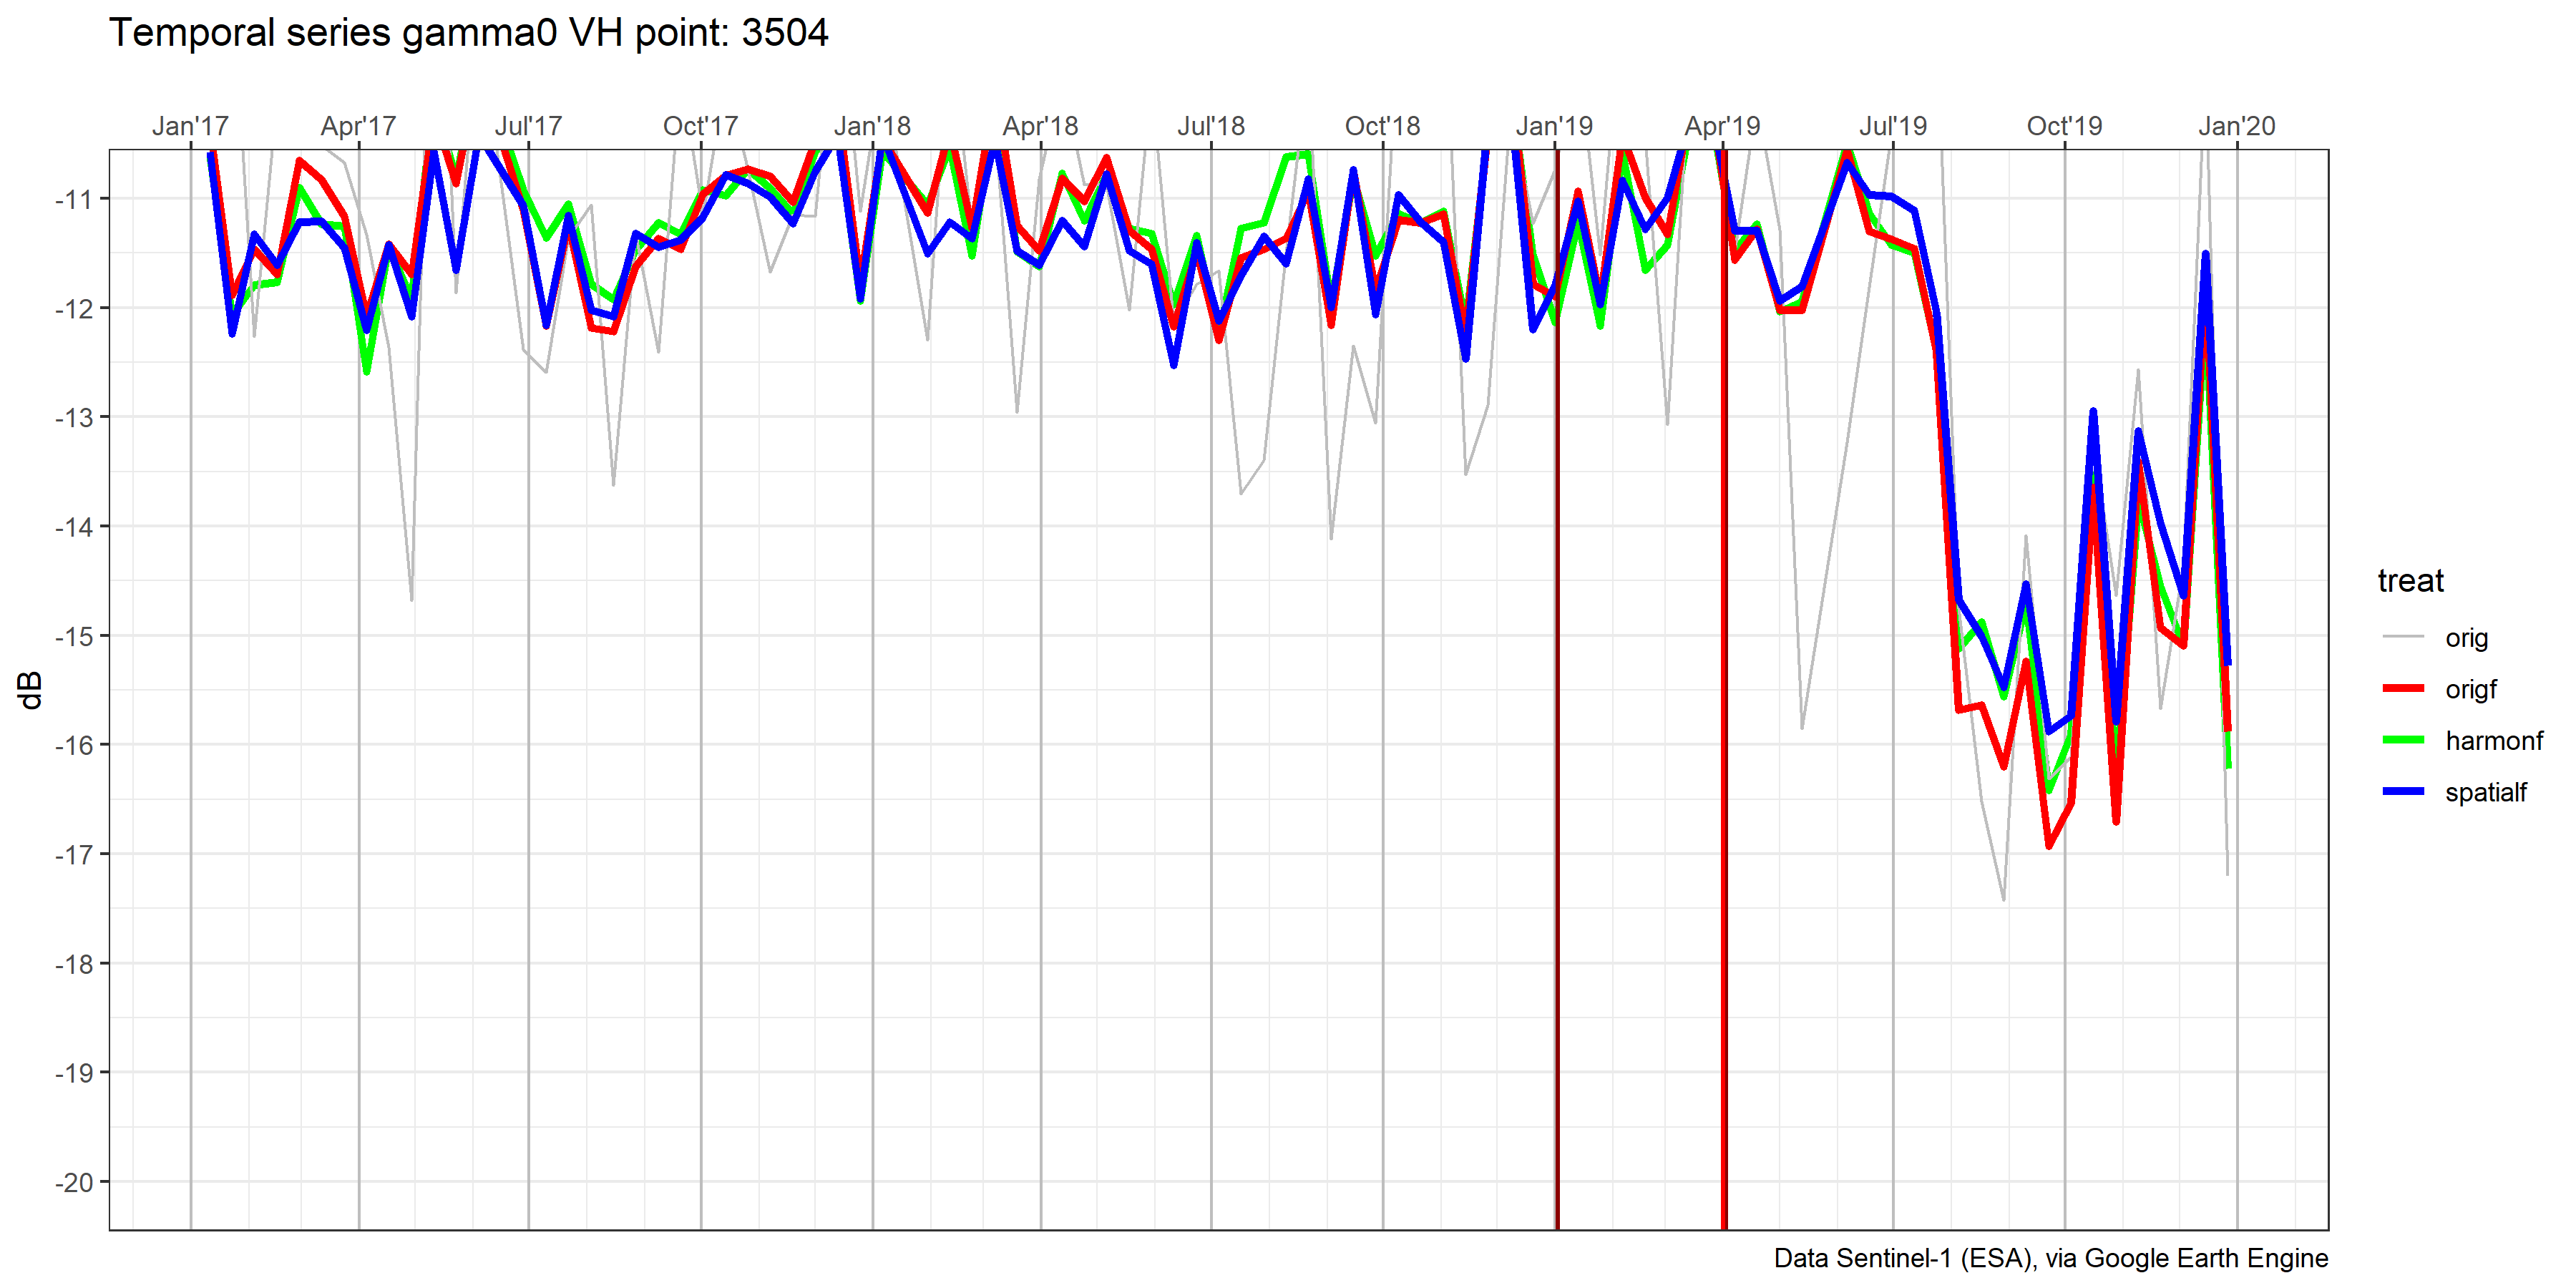 Temporal series gamma0 VH point: 3504
Jan'17 Apr'17 Jul'17 Oct'17 Jan'18 Apr'18 Jul'18 Oct'18 Jan'19 Apr'19 Jul'19 Oct'19 Jan'20
-11
-12
-13
-14
-15
-16
-17
-18
-19
-20
dB
treat
orig
origf
harmonf
spatialf
Data Sentinel-1 (ESA), via Google Earth Engine